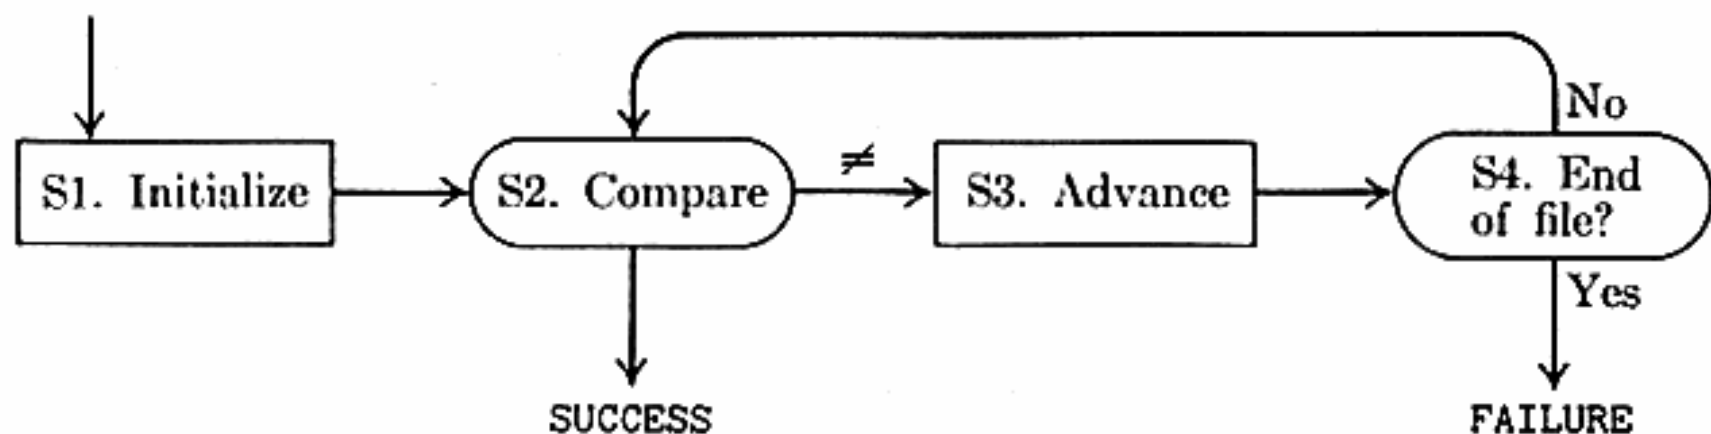 No
S1. Initialize
S2. Compare
≠
S3. Advance
S4. End
of file?
Yes
SUCCESS
FAILURE